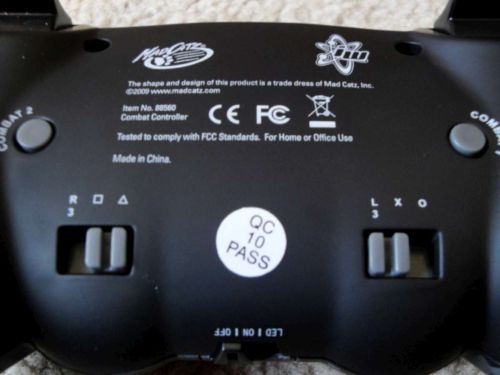 MADCATZ
The shape and design of this product is a trade dress of Mad Catz, Inc.
©2009 www.madcatz.com
Item No. 88560
Combat Controller
CE FC
Tested to comply with FCC Standards. For Home or Office Use
Made in China.
COMBAT 2
R □ △
3
L X O
3
QC
10
PASS
LED | ON | OFF